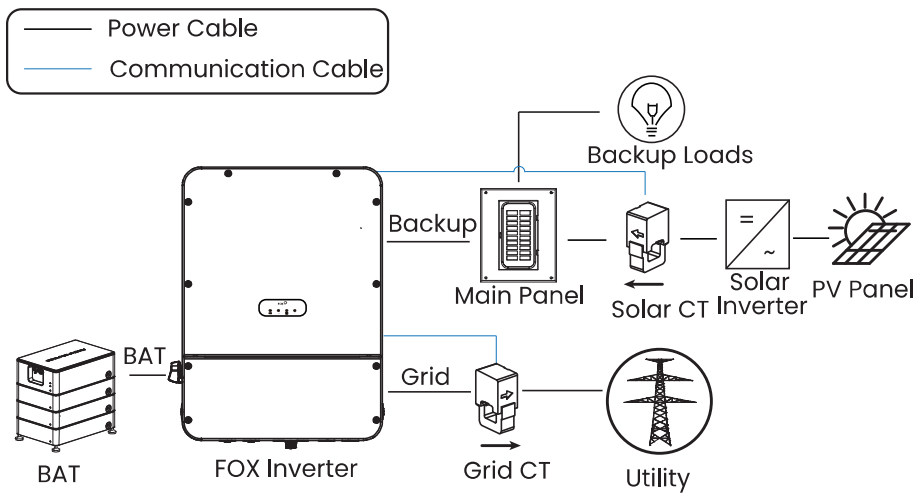 Power Cable
Communication Cable
Backup Loads
Backup
Main Panel
Solar CT
Solar
Inverter
PV Panel
BAT
Grid
BAT
FOX Inverter
Grid CT
Utility